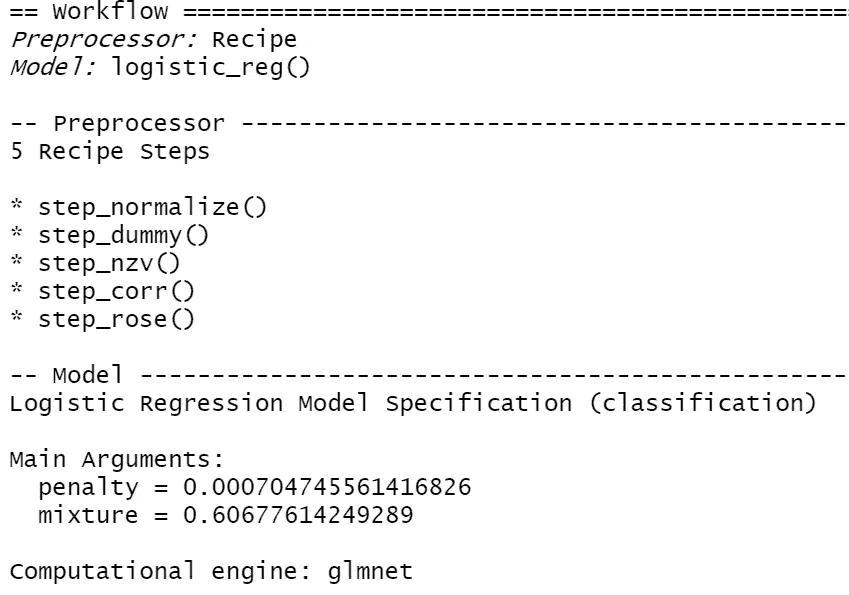 == Workflow ==============================================
Preprocessor: Recipe
Model: logistic_reg()
-- Preprocessor ------------------------------------------
5 Recipe Steps
* step_normalize()
* step_dummy()
* step_nzv()
* step_corr()
* step_rose()
-- Model -------------------------------------------------
Logistic Regression Model Specification (classification)
Main Arguments:
  penalty = 0.000704745561416826
  mixture = 0.60677614249289
Computational engine: glmnet